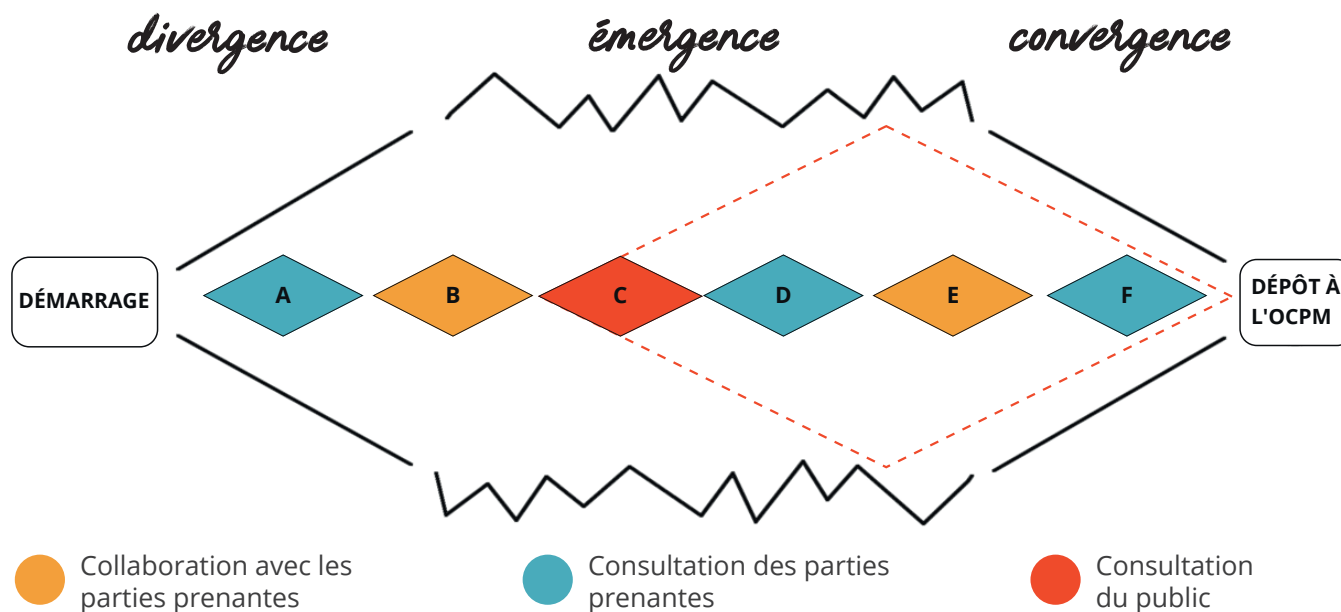 divergence
émergence
convergence
DÉMARRAGE
A
B
C
D
E
F
DÉPÔT À
L'OCPM
Collaboration avec les
parties prenantes
Consultation des parties
prenantes
Consultation
du public